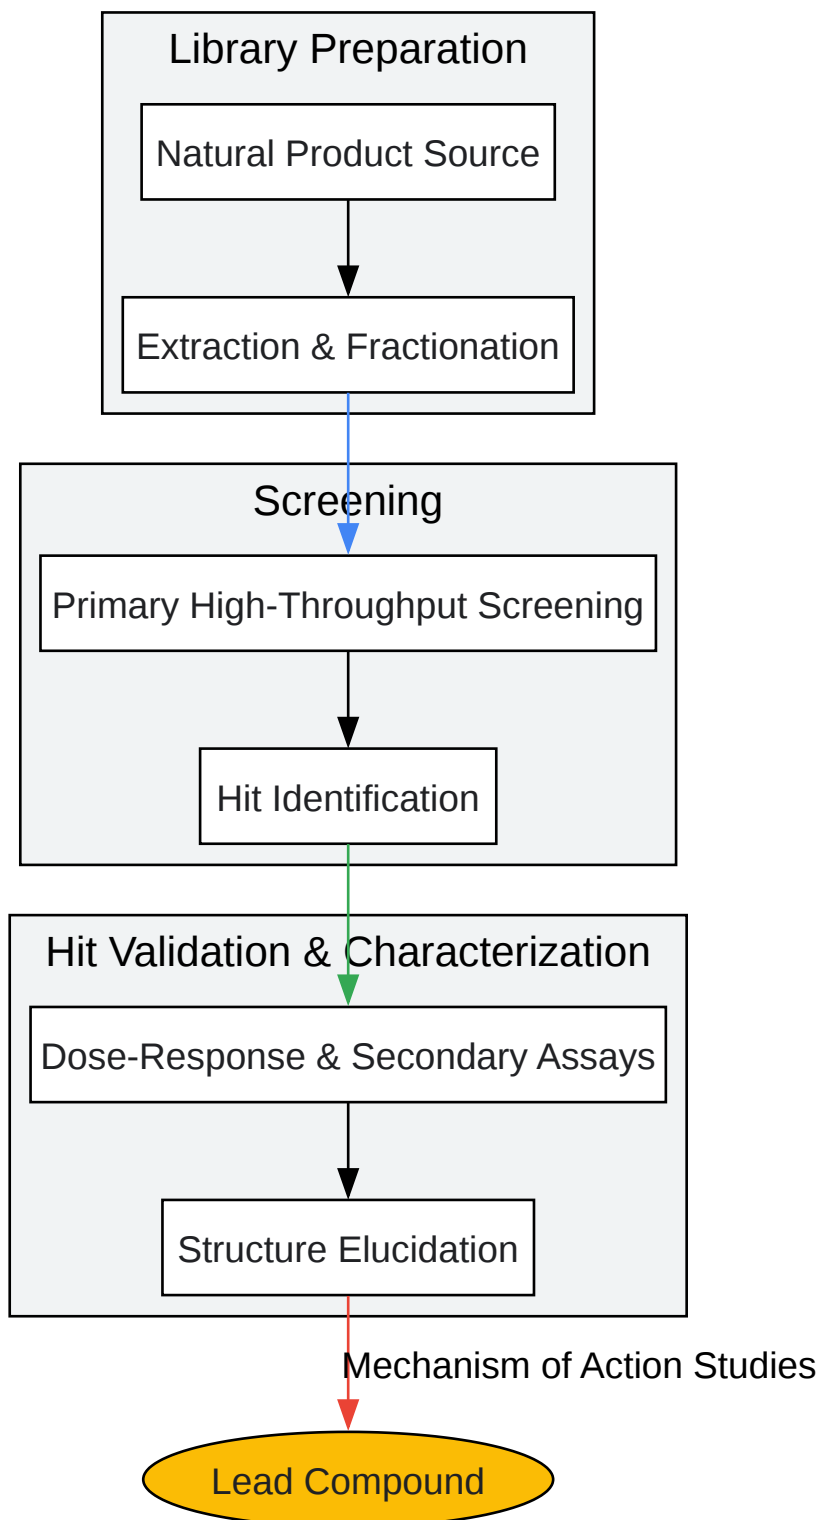 Library Preparation
Natural Product Source
Extraction & Fractionation
Screening
Primary High-Throughput Screening
Hit Identification
Hit Validation & Characterization
Dose-Response & Secondary Assays
Structure Elucidation
Mechanism of Action Studies
Lead Compound